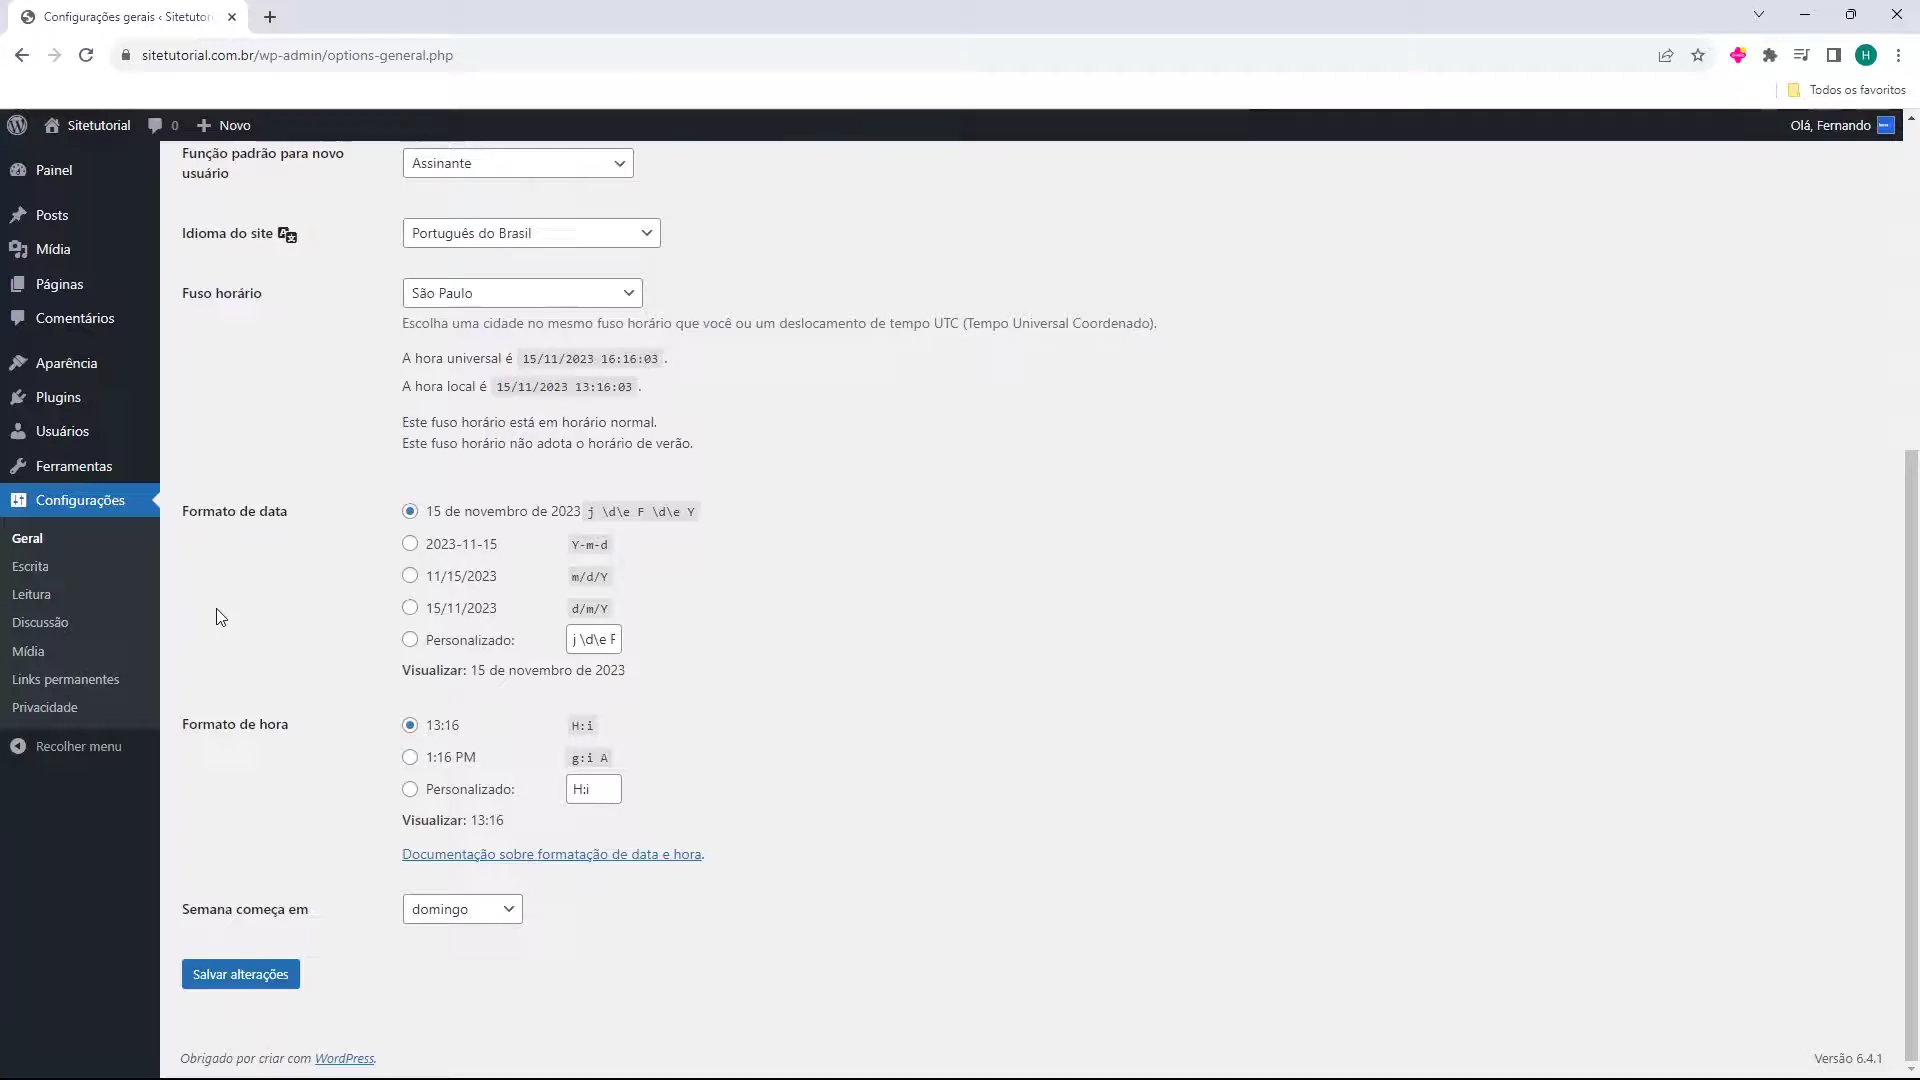 Configurações gerais ‹ Sitetutor
sitetutorial.com.br/wp-admin/options-general.php
H
Todos os favoritos
Sitetutorial
0
Novo
Olá, Fernando
Painel
Posts
Mídia
Páginas
Comentários
Aparência
Plugins
Usuários
Ferramentas
Configurações
Geral
Escrita
Leitura
Discussão
Mídia
Links permanentes
Privacidade
Recolher menu
Função padrão para novo
usuário
Assinante
Idioma do site
Português do Brasil
Fuso horário
São Paulo
Escolha uma cidade no mesmo fuso horário que você ou um deslocamento de tempo UTC (Tempo Universal Coordenado).
A hora universal é 15/11/2023 16:16:03 .
A hora local é 15/11/2023 13:16:03 .
Este fuso horário está em horário normal.
Este fuso horário não adota o horário de verão.
Formato de data
15 de novembro de 2023 j \d\e F \d\e Y
2023-11-15 Y-m-d
11/15/2023 m/d/Y
15/11/2023 d/m/Y
Personalizado: j \d\e F
Visualizar: 15 de novembro de 2023
Formato de hora
13:16 H:i
1:16 PM g:i A
Personalizado: H:i
Visualizar: 13:16
Documentação sobre formatação de data e hora.
Semana começa em
domingo
Salvar alterações
Obrigado por criar com WordPress.
Versão 6.4.1